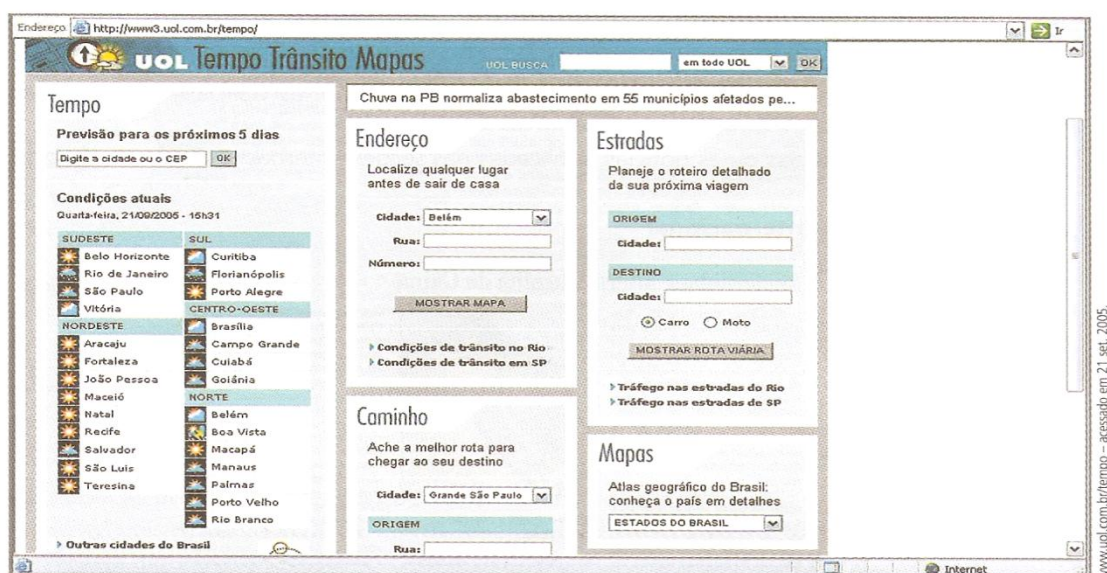 Endereço http://www3.uol.com.br/tempo/ Ir
UOL Tempo Trânsito Mapas UOL BUSCA em todo UOL OK
Tempo
Previsão para os próximos 5 dias
Digite a cidade ou o CEP OK
Condições atuais
Quarta-feira, 21/09/2005 - 15h31
SUDESTE
Belo Horizonte
Rio de Janeiro
São Paulo
Vitória
NORDESTE
Aracaju
Fortaleza
João Pessoa
Maceió
Natal
Recife
Salvador
São Luis
Teresina
SUL
Curitiba
Florianópolis
Porto Alegre
CENTRO-OESTE
Brasília
Campo Grande
Cuiabá
Goiânia
NORTE
Belém
Boa Vista
Macapá
Manaus
Palmas
Porto Velho
Rio Branco
Outras cidades do Brasil
Chuva na PB normaliza abastecimento em 55 municípios afetados pe...
Endereço
Localize qualquer lugar
antes de sair de casa
Cidade: Belém
Rua:
Número:
MOSTRAR MAPA
Condições de trânsito no Rio
Condições de trânsito em SP
Caminho
Ache a melhor rota para
chegar ao seu destino
Cidade: Grande São Paulo
ORIGEM
Rua:
Estradas
Planeje o roteiro detalhado
da sua próxima viagem
ORIGEM
Cidade:
DESTINO
Cidade:
Carro Moto
MOSTRAR ROTA VIÁRIA
Tráfego nas estradas do Rio
Tráfego nas estradas de SP
Mapas
Atlas geográfico do Brasil:
conheça o país em detalhes
ESTADOS DO BRASIL
Internet
www.uol.com.br/tempo – acessado em 21 set. 2005.